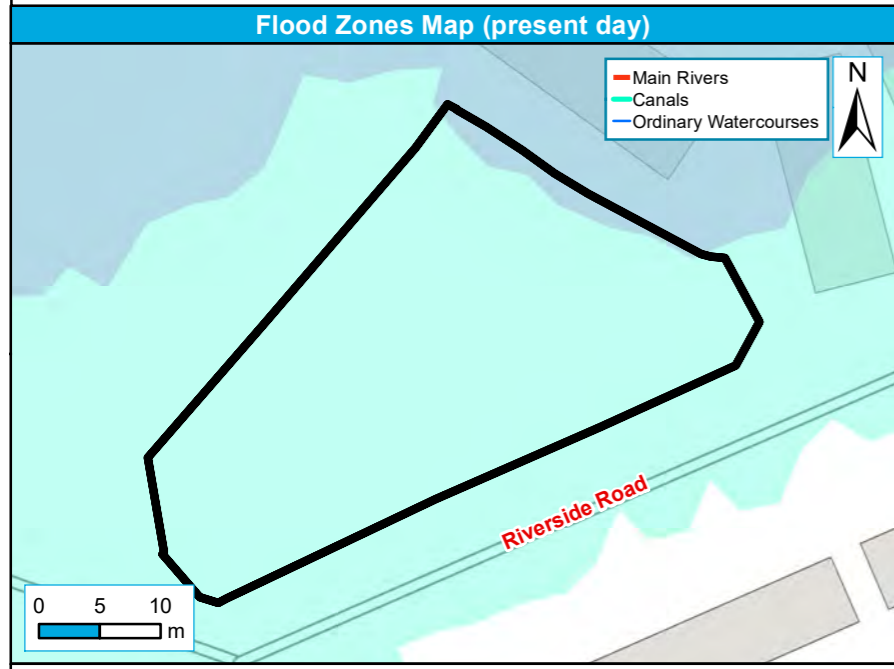 Flood Zones Map (present day)
Main Rivers
Canals
Ordinary Watercourses
N
Riverside Road
0 5 10
m